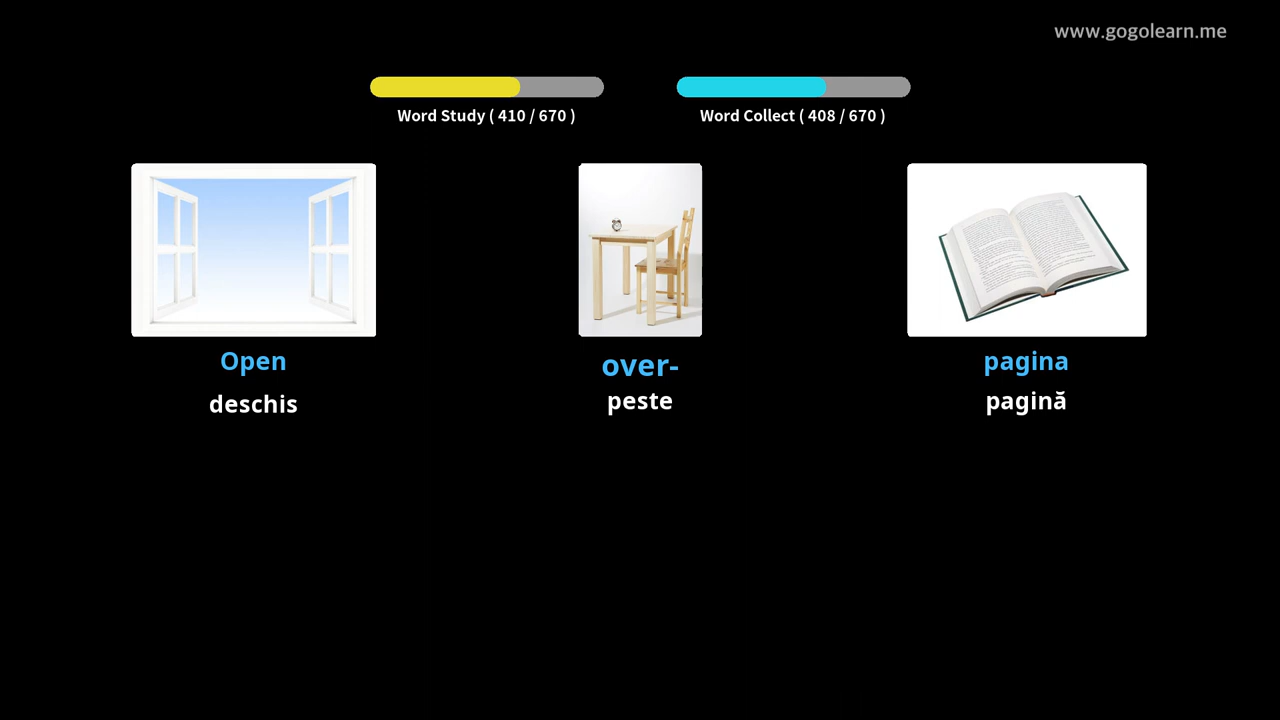 www.gogolearn.me
Word Study ( 410 / 670 )
Word Collect ( 408 / 670 )
Open
deschis
over-
peste
pagina
pagină